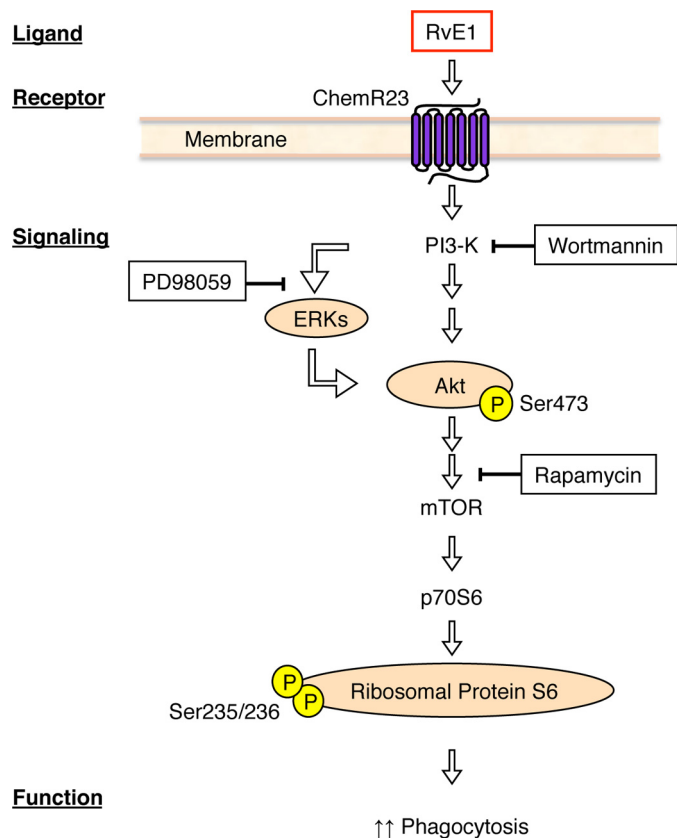 Ligand
RvE1
Receptor
ChemR23
Membrane
Signaling
PI3-K
Wortmannin
PD98059
ERKs
Akt
P
Ser473
Rapamycin
mTOR
p70S6
P
P
Ribosomal Protein S6
Ser235/236
Function
↑↑ Phagocytosis